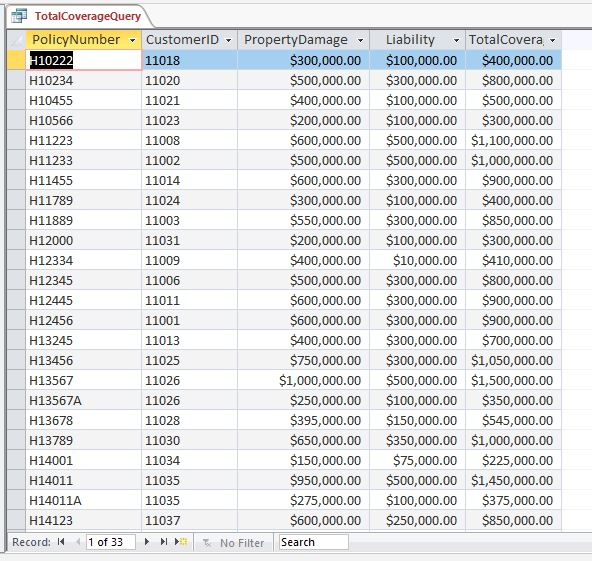 TotalCoverageQuery
PolicyNumber CustomerID PropertyDamage Liability TotalCovera
H10222 11018 $300,000.00 $100,000.00 $400,000.00
H10234 11020 $500,000.00 $300,000.00 $800,000.00
H10455 11021 $400,000.00 $100,000.00 $500,000.00
H10566 11023 $200,000.00 $100,000.00 $300,000.00
H11223 11008 $600,000.00 $500,000.00 $1,100,000.00
H11233 11002 $500,000.00 $500,000.00 $1,000,000.00
H11455 11014 $600,000.00 $300,000.00 $900,000.00
H11789 11024 $300,000.00 $100,000.00 $400,000.00
H11889 11003 $550,000.00 $300,000.00 $850,000.00
H12000 11031 $200,000.00 $100,000.00 $300,000.00
H12334 11009 $400,000.00 $10,000.00 $410,000.00
H12345 11006 $500,000.00 $300,000.00 $800,000.00
H12445 11011 $600,000.00 $300,000.00 $900,000.00
H12456 11001 $600,000.00 $300,000.00 $900,000.00
H13245 11013 $400,000.00 $300,000.00 $700,000.00
H13456 11025 $750,000.00 $300,000.00 $1,050,000.00
H13567 11026 $1,000,000.00 $500,000.00 $1,500,000.00
H13567A 11026 $250,000.00 $100,000.00 $350,000.00
H13678 11028 $395,000.00 $150,000.00 $545,000.00
H13789 11030 $650,000.00 $350,000.00 $1,000,000.00
H14001 11034 $150,000.00 $75,000.00 $225,000.00
H14011 11035 $950,000.00 $500,000.00 $1,450,000.00
H14011A 11035 $275,000.00 $100,000.00 $375,000.00
H14123 11037 $600,000.00 $250,000.00 $850,000.00
Record: 1 of 33 No Filter Search